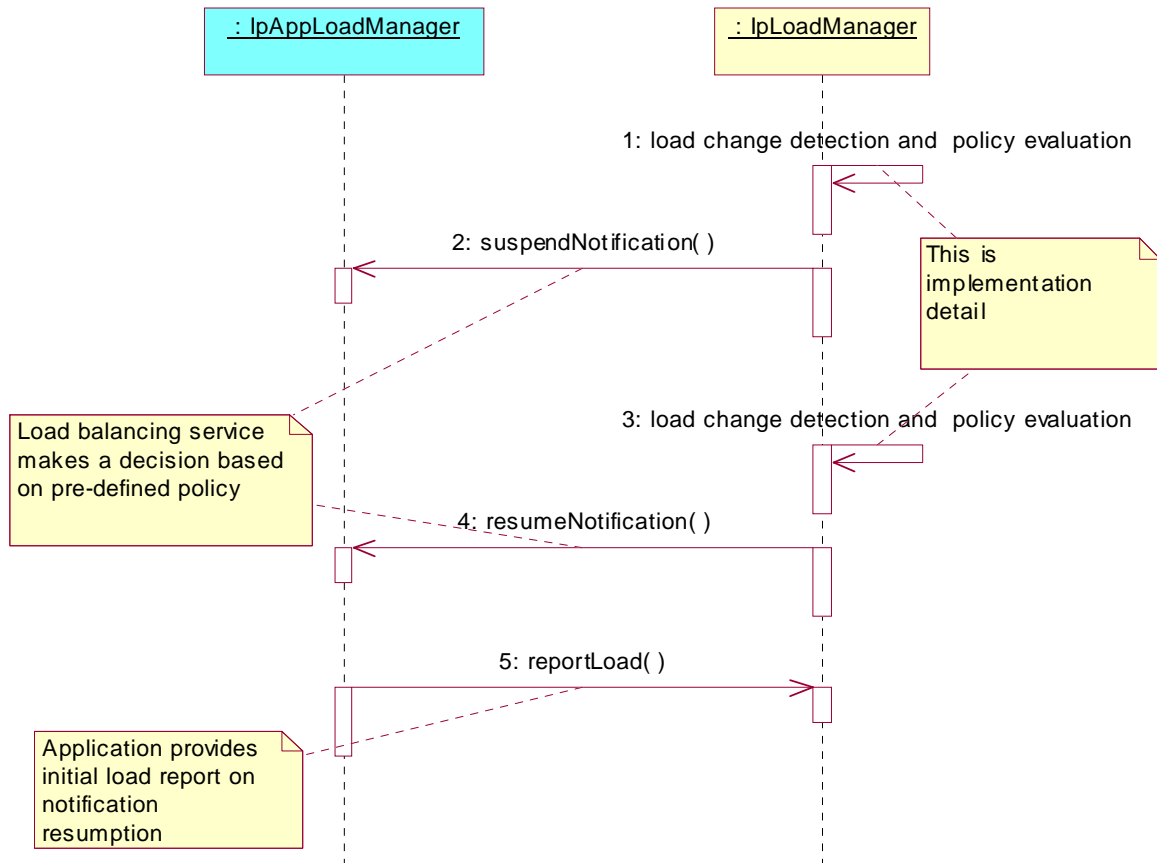 : IpAppLoadManager
: IpLoadManager
1: load change detection and policy evaluation
2: suspendNotification( )
This is
implementation
detail
3: load change detection and policy evaluation
Load balancing service
makes a decision based
on pre-defined policy
4: resumeNotification( )
5: reportLoad( )
Application provides
initial load report on
notification
resumption